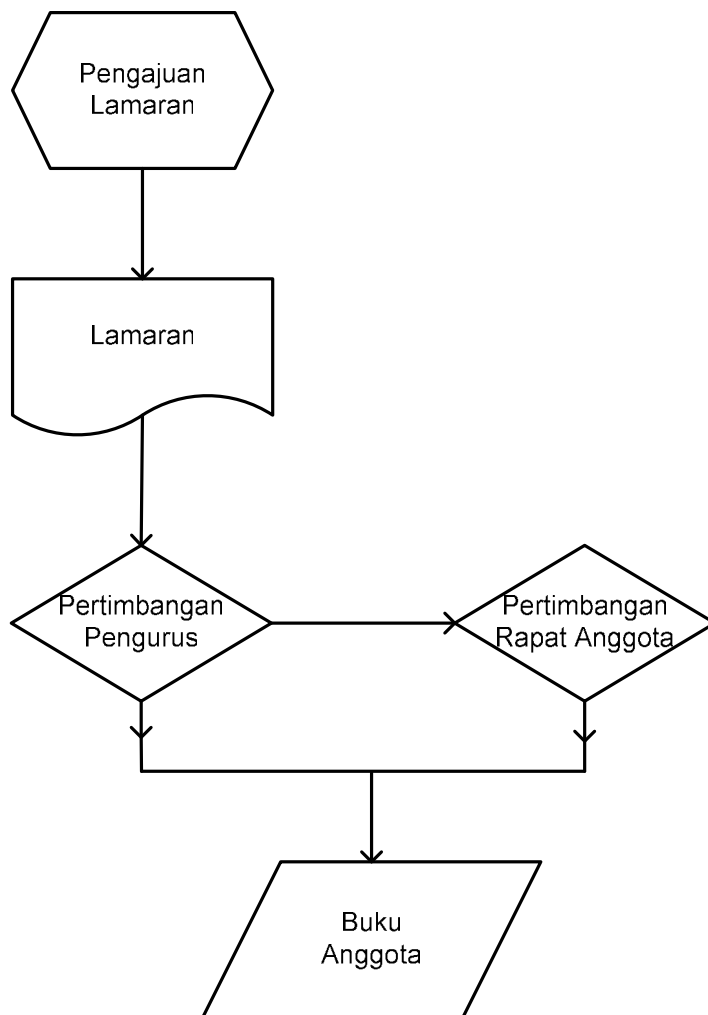 Pengajuan
Lamaran
Lamaran
Pertimbangan
Pengurus
Pertimbangan
Rapat Anggota
Buku
Anggota